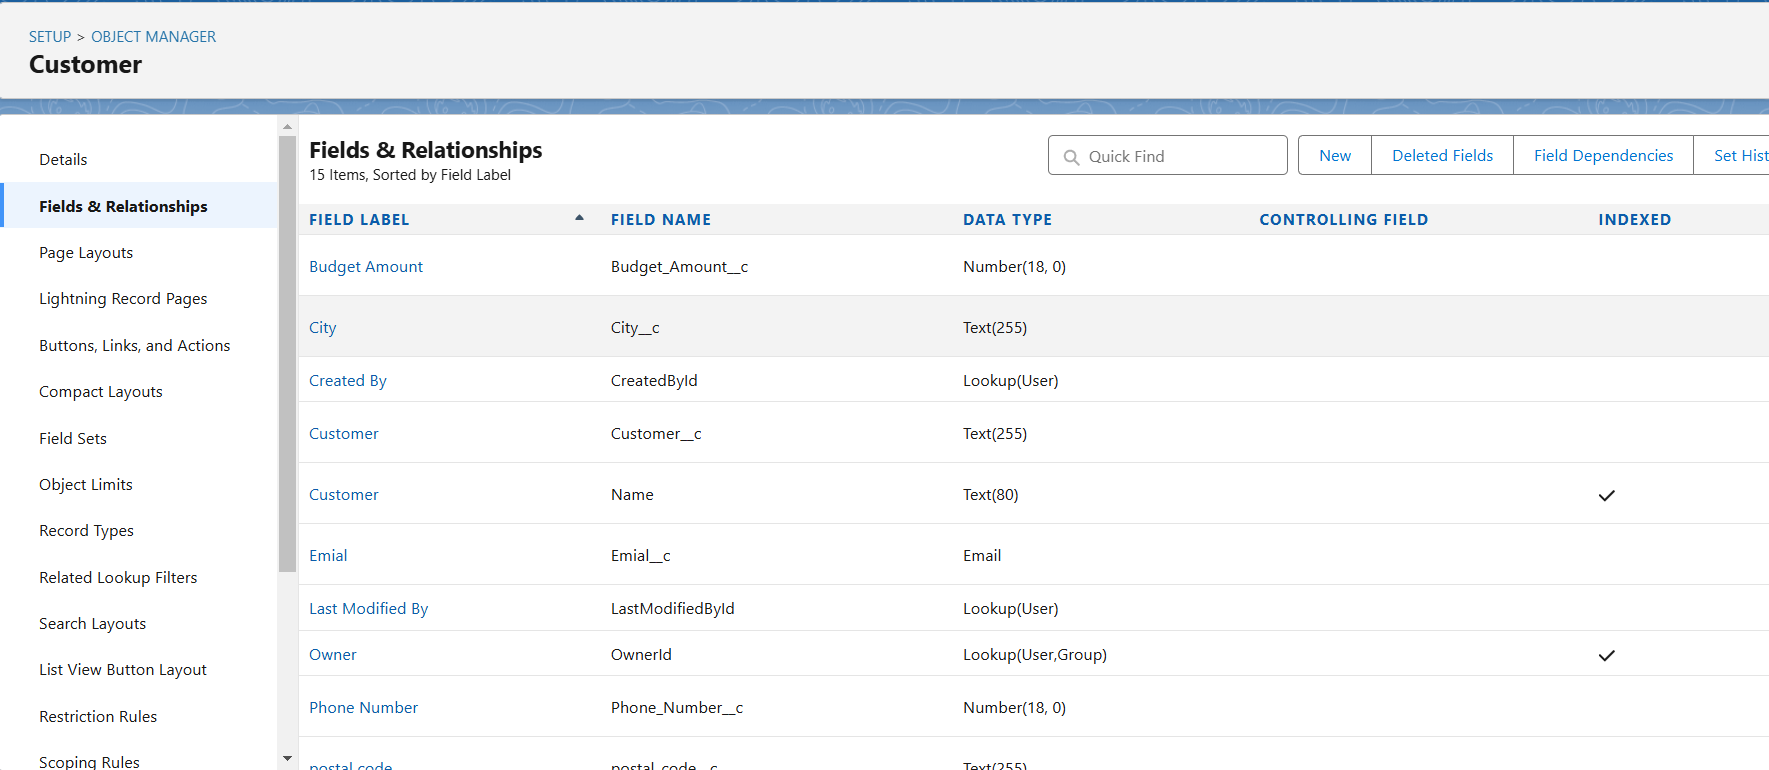 SETUP > OBJECT MANAGER
Customer
Details
Fields & Relationships
Page Layouts
Lightning Record Pages
Buttons, Links, and Actions
Compact Layouts
Field Sets
Object Limits
Record Types
Related Lookup Filters
Search Layouts
List View Button Layout
Restriction Rules
Scoping Rules
Fields & Relationships
15 Items, Sorted by Field Label
Quick Find
New
Deleted Fields
Field Dependencies
Set Hist
FIELD LABEL FIELD NAME DATA TYPE CONTROLLING FIELD INDEXED
Budget Amount Budget_Amount__c Number(18, 0)
City City__c Text(255)
Created By CreatedById Lookup(User)
Customer Customer__c Text(255)
Customer Name Text(80)
Emial Emial__c Email
Last Modified By LastModifiedById Lookup(User)
Owner OwnerId Lookup(User,Group)
Phone Number Phone_Number__c Number(18, 0)
postal code postal_code__c Text(255)